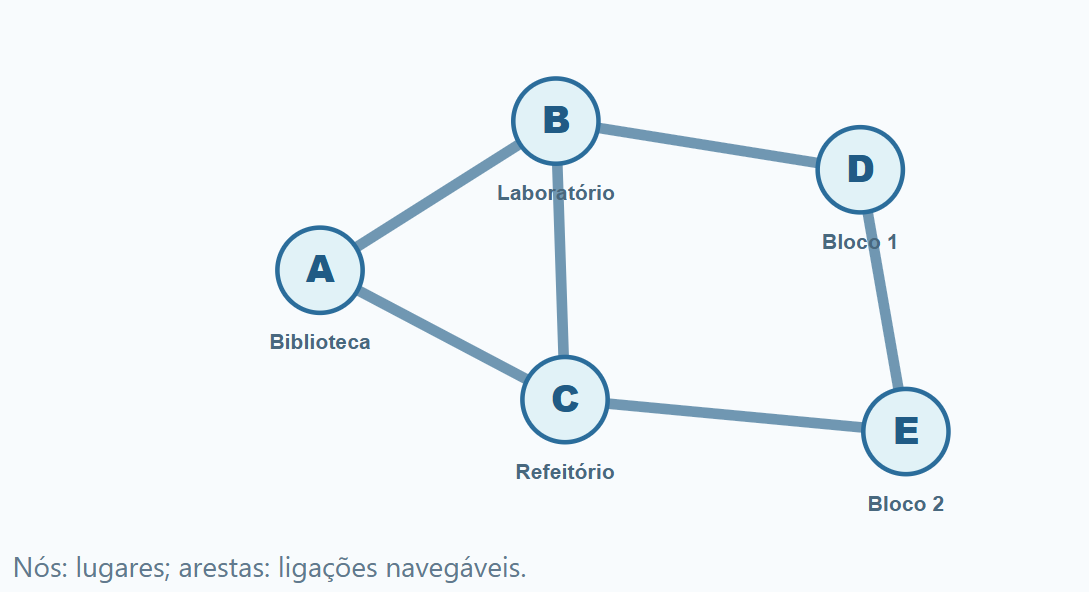 B
Laboratório
D
Bloco 1
A
Biblioteca
C
Refeitório
E
Bloco 2
Nós: lugares; arestas: ligações navegáveis.